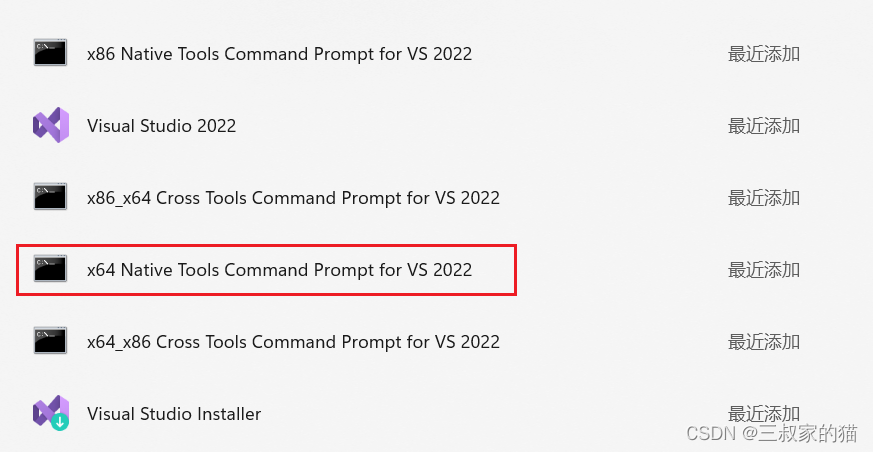 x86 Native Tools Command Prompt for VS 2022 最近添加
Visual Studio 2022 最近添加
x86_x64 Cross Tools Command Prompt for VS 2022 最近添加
x64 Native Tools Command Prompt for VS 2022 最近添加
x64_x86 Cross Tools Command Prompt for VS 2022 最近添加
Visual Studio Installer 最近添加
CSDN @三叔家的猫